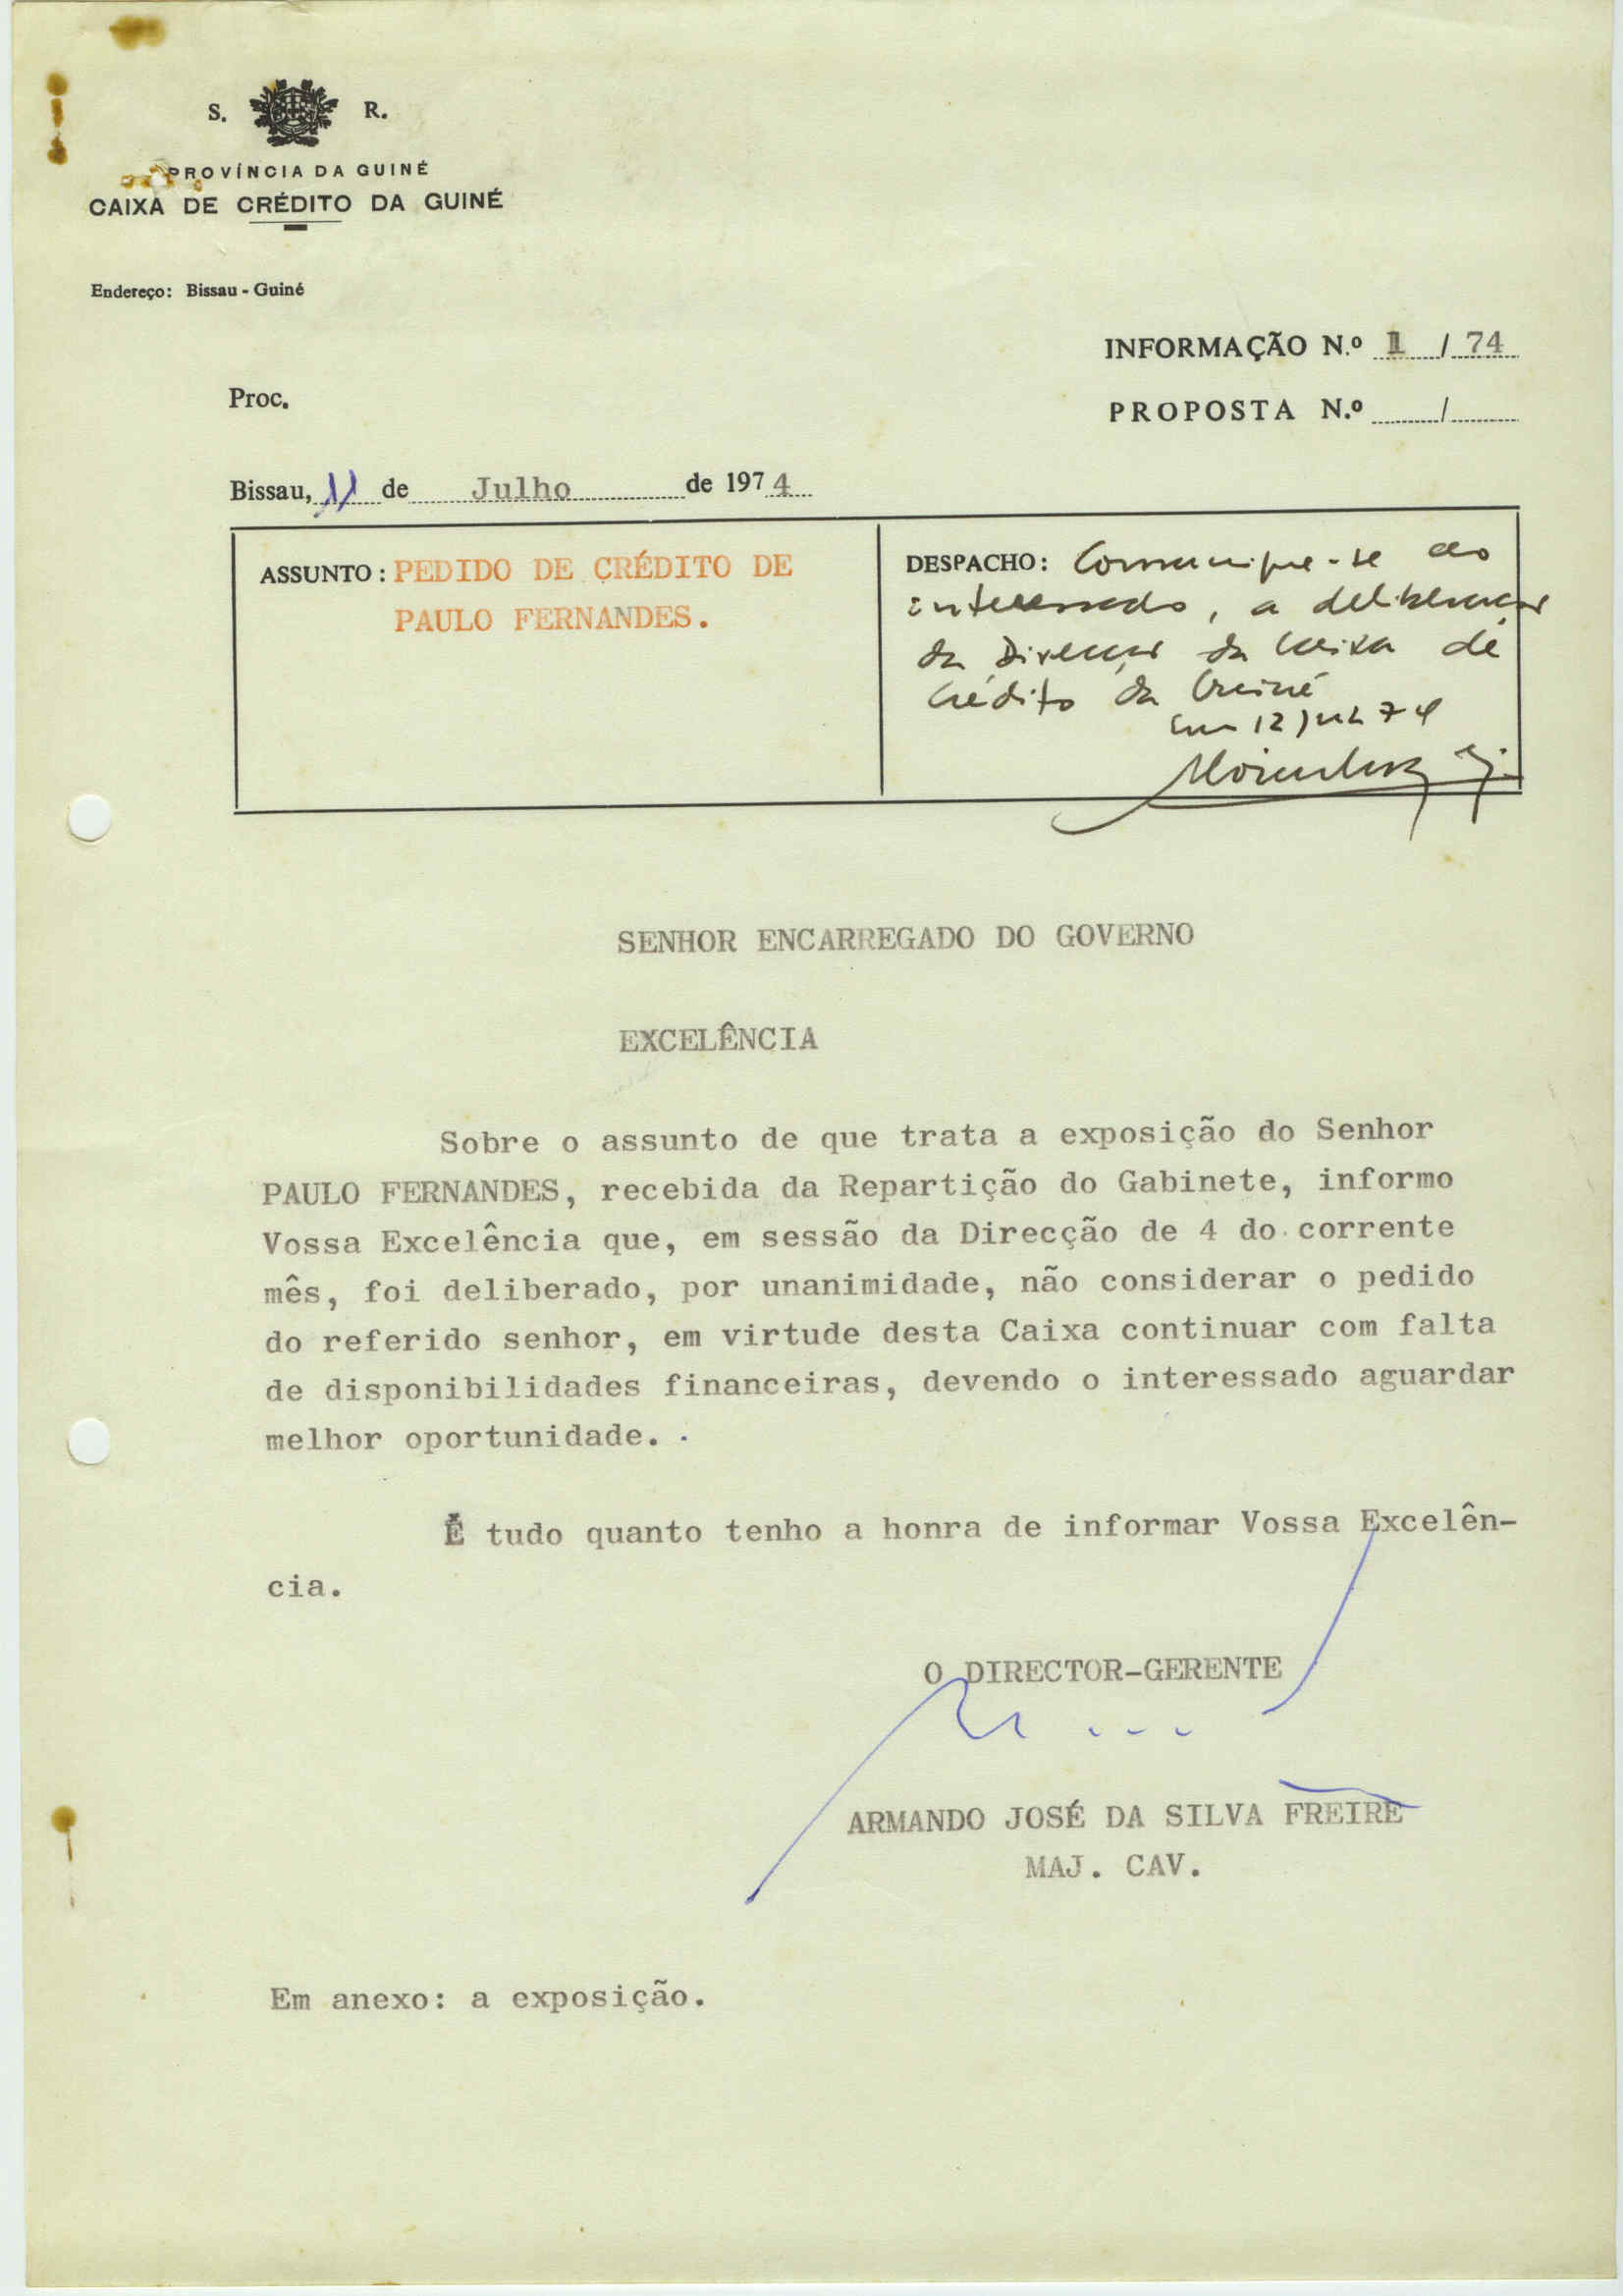 S. R.
PROVÍNCIA DA GUINÉ
CAIXA DE CRÉDITO DA GUINÉ
Endereço: Bissau - Guiné
INFORMAÇÃO N.º 1 / 74
Proc.
PROPOSTA N.º /
Bissau, 11 de Julho de 1974
ASSUNTO: PEDIDO DE CRÉDITO DE
PAULO FERNANDES.
DESPACHO: Comunique-se ao
interessado, a deliberação
da Direcção da Caixa de
Crédito da Guiné
Em 12 JUL 74
SENHOR ENCARREGADO DO GOVERNO
EXCELÊNCIA
Sobre o assunto de que trata a exposição do Senhor
PAULO FERNANDES, recebida da Repartição do Gabinete, informo
Vossa Excelência que, em sessão da Direcção de 4 do corrente
mês, foi deliberado, por unanimidade, não considerar o pedido
do referido senhor, em virtude desta Caixa continuar com falta
de disponibilidades financeiras, devendo o interessado aguardar
melhor oportunidade. .
É tudo quanto tenho a honra de informar Vossa Excelên-
cia.
O DIRECTOR-GERENTE
ARMANDO JOSÉ DA SILVA FREIRE
MAJ. CAV.
Em anexo: a exposição.